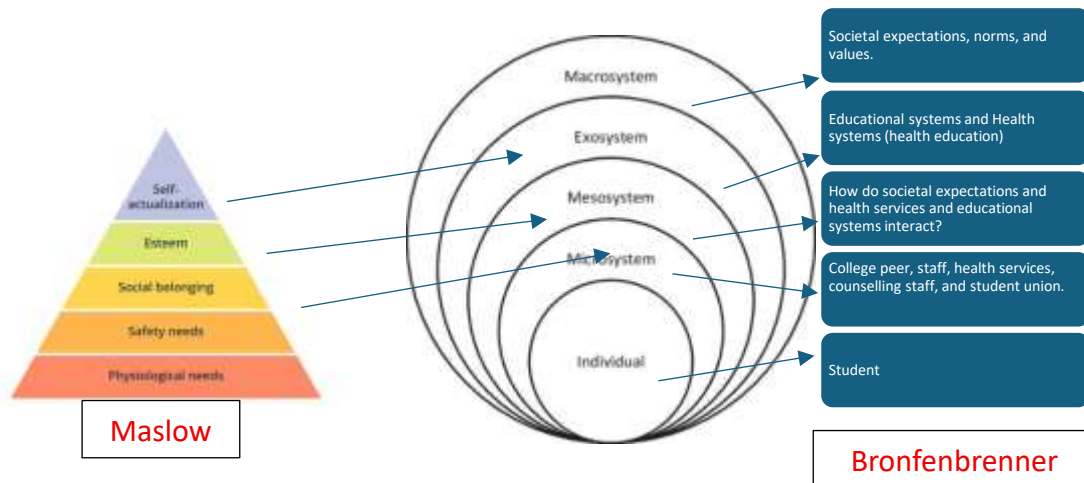 Self-
actualization
Esteem
Social belonging
Safety needs
Physiological needs
Maslow
Macrosystem
Exosystem
Mesosystem
Microsystem
Individual
Societal expectations, norms, and
values.
Educational systems and Health
systems (health education)
How do societal expectations and
health services and educational
systems interact?
College peer, staff, health services,
counselling staff, and student union.
Student
Bronfenbrenner